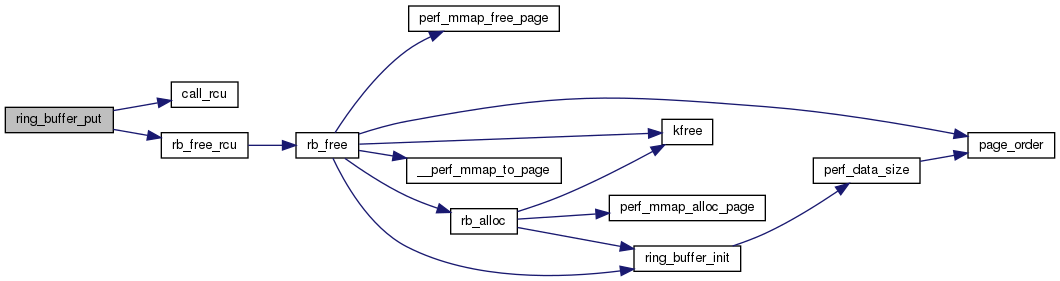 perf_mmap_free_page
call_rcu
ring_buffer_put
kfree
rb_free_rcu
rb_free
page_order
__perf_mmap_to_page
perf_data_size
perf_mmap_alloc_page
rb_alloc
ring_buffer_init